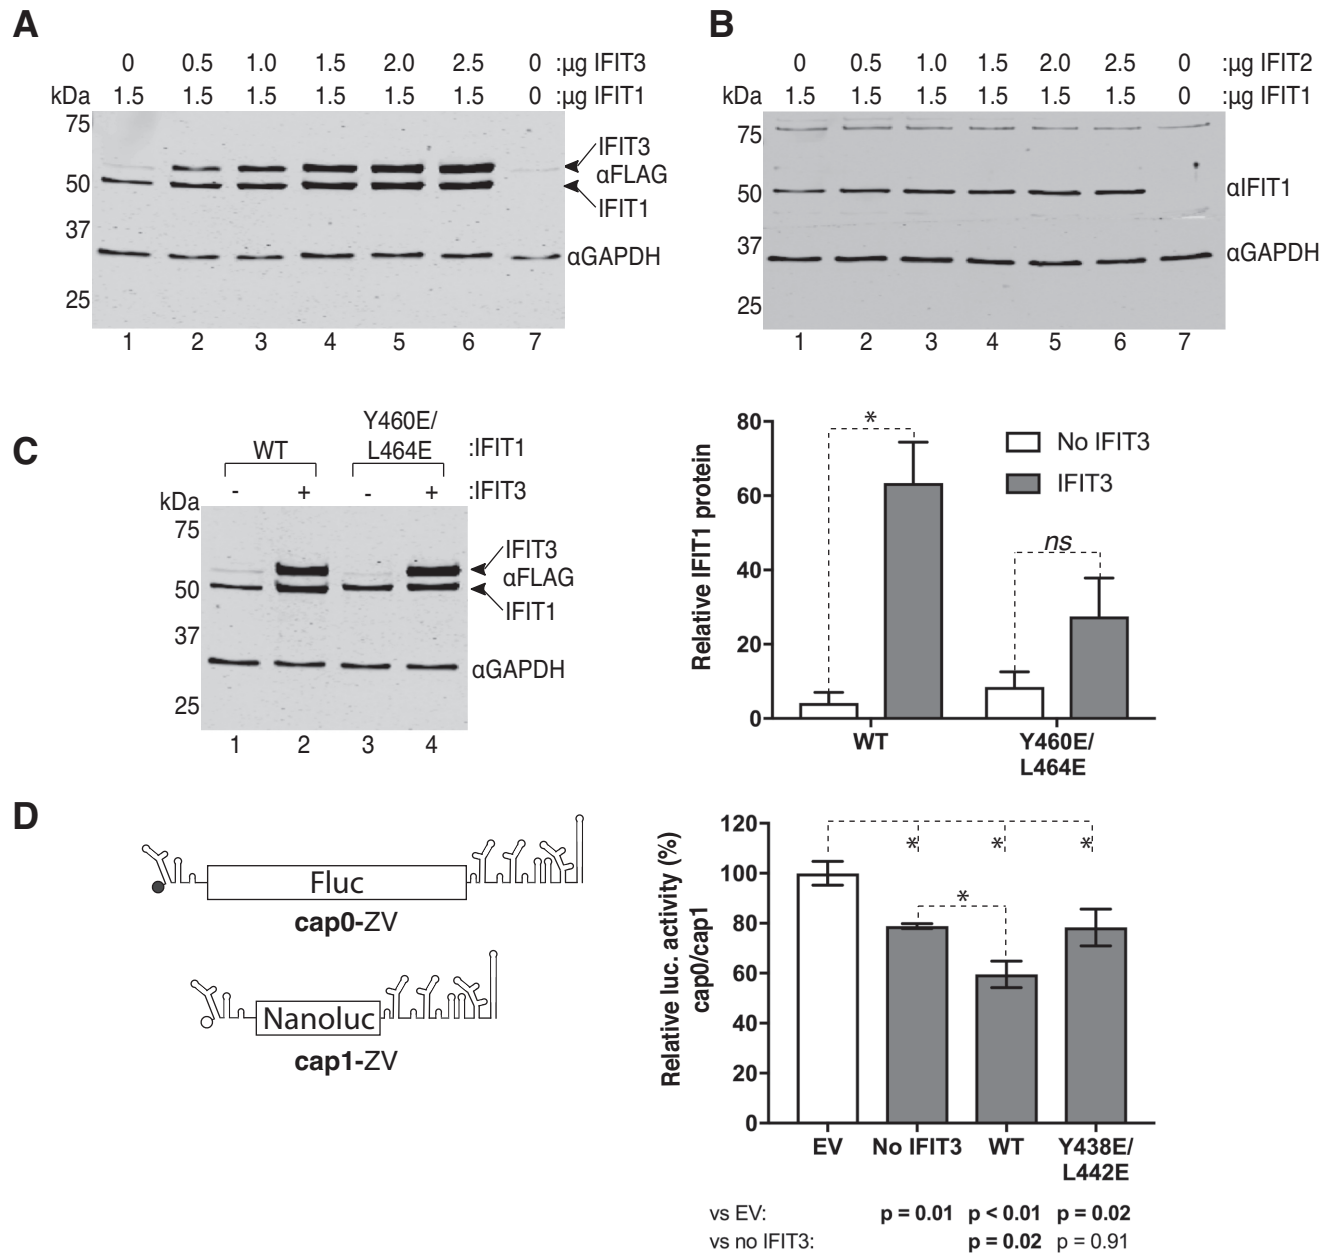 A
0 0.5 1.0 1.5 2.0 2.5 0 :µg IFIT3
kDa 1.5 1.5 1.5 1.5 1.5 1.5 0 :µg IFIT1
75
50
37
25
IFIT3
αFLAG
IFIT1
αGAPDH
1 2 3 4 5 6 7
B
0 0.5 1.0 1.5 2.0 2.5 0 :µg IFIT2
kDa 1.5 1.5 1.5 1.5 1.5 1.5 0 :µg IFIT1
75
50
37
25
αIFIT1
αGAPDH
1 2 3 4 5 6 7
C
WT Y460E/
L464E :IFIT1
- + - + :IFIT3
kDa
75
50
37
25
IFIT3
αFLAG
IFIT1
αGAPDH
1 2 3 4
Relative IFIT1 protein
80
60
40
20
0
* ns
No IFIT3
IFIT3
WT Y460E/
L464E
D
Fluc
cap0-ZV
Nanoluc
cap1-ZV
Relative luc. activity (%)
cap0/cap1
120
100
80
60
40
20
0
* * *
*
EV No IFIT3 WT Y438E/
L442E
vs EV: p = 0.01 p < 0.01 p = 0.02
vs no IFIT3: p = 0.02 p = 0.91